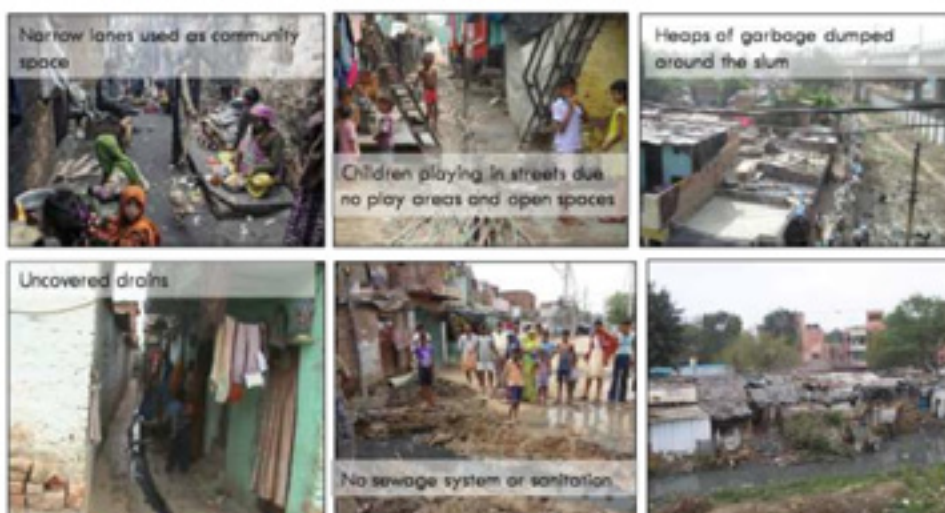 Narrow lanes used as community
space
Children playing in streets due
no play areas and open spaces
Heaps of garbage dumped
around the slum
Uncovered drains
No sewage system or sanitation